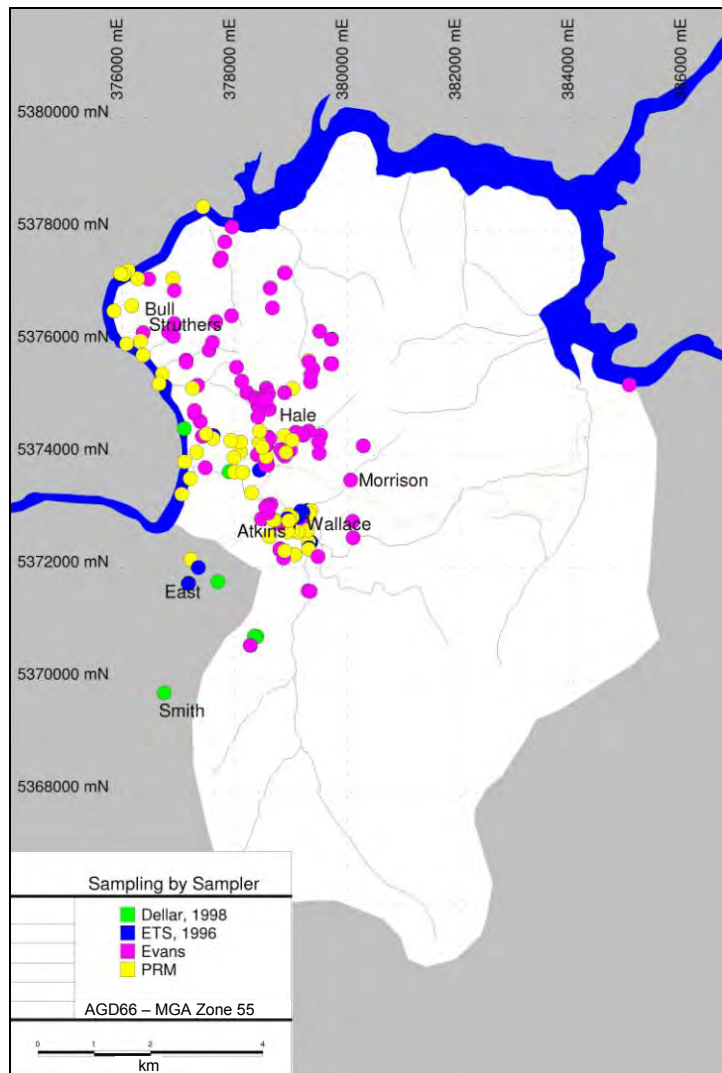 376000 mE
378000 mE
380000 mE
382000 mE
384000 mE
386000 mE
5380000 mN
5378000 mN
Bull
Struthers
5376000 mN
Hale
5374000 mN
Morrison
Atkins
Wallace
5372000 mN
East
5370000 mN
Smith
5368000 mN
Sampling by Sampler
Dellar, 1998
ETS, 1996
Evans
PRM
AGD66 – MGA Zone 55
0 1 2 4
km